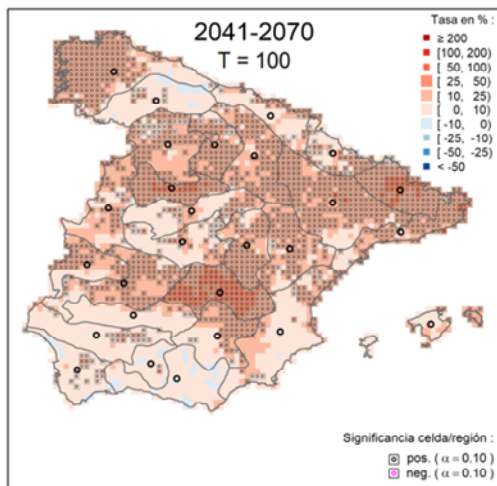 2041-2070
T = 100
Tasa en %
≥ 200
[100, 200)
[ 50, 100)
[ 25, 50)
[ 10, 25)
[ 0, 10)
[ -10, 0)
[ -25, -10)
[ -50, -25)
< -50
Significancia celda/región :
pos. ( α = 0.10 )
neg. ( α = 0.10 )